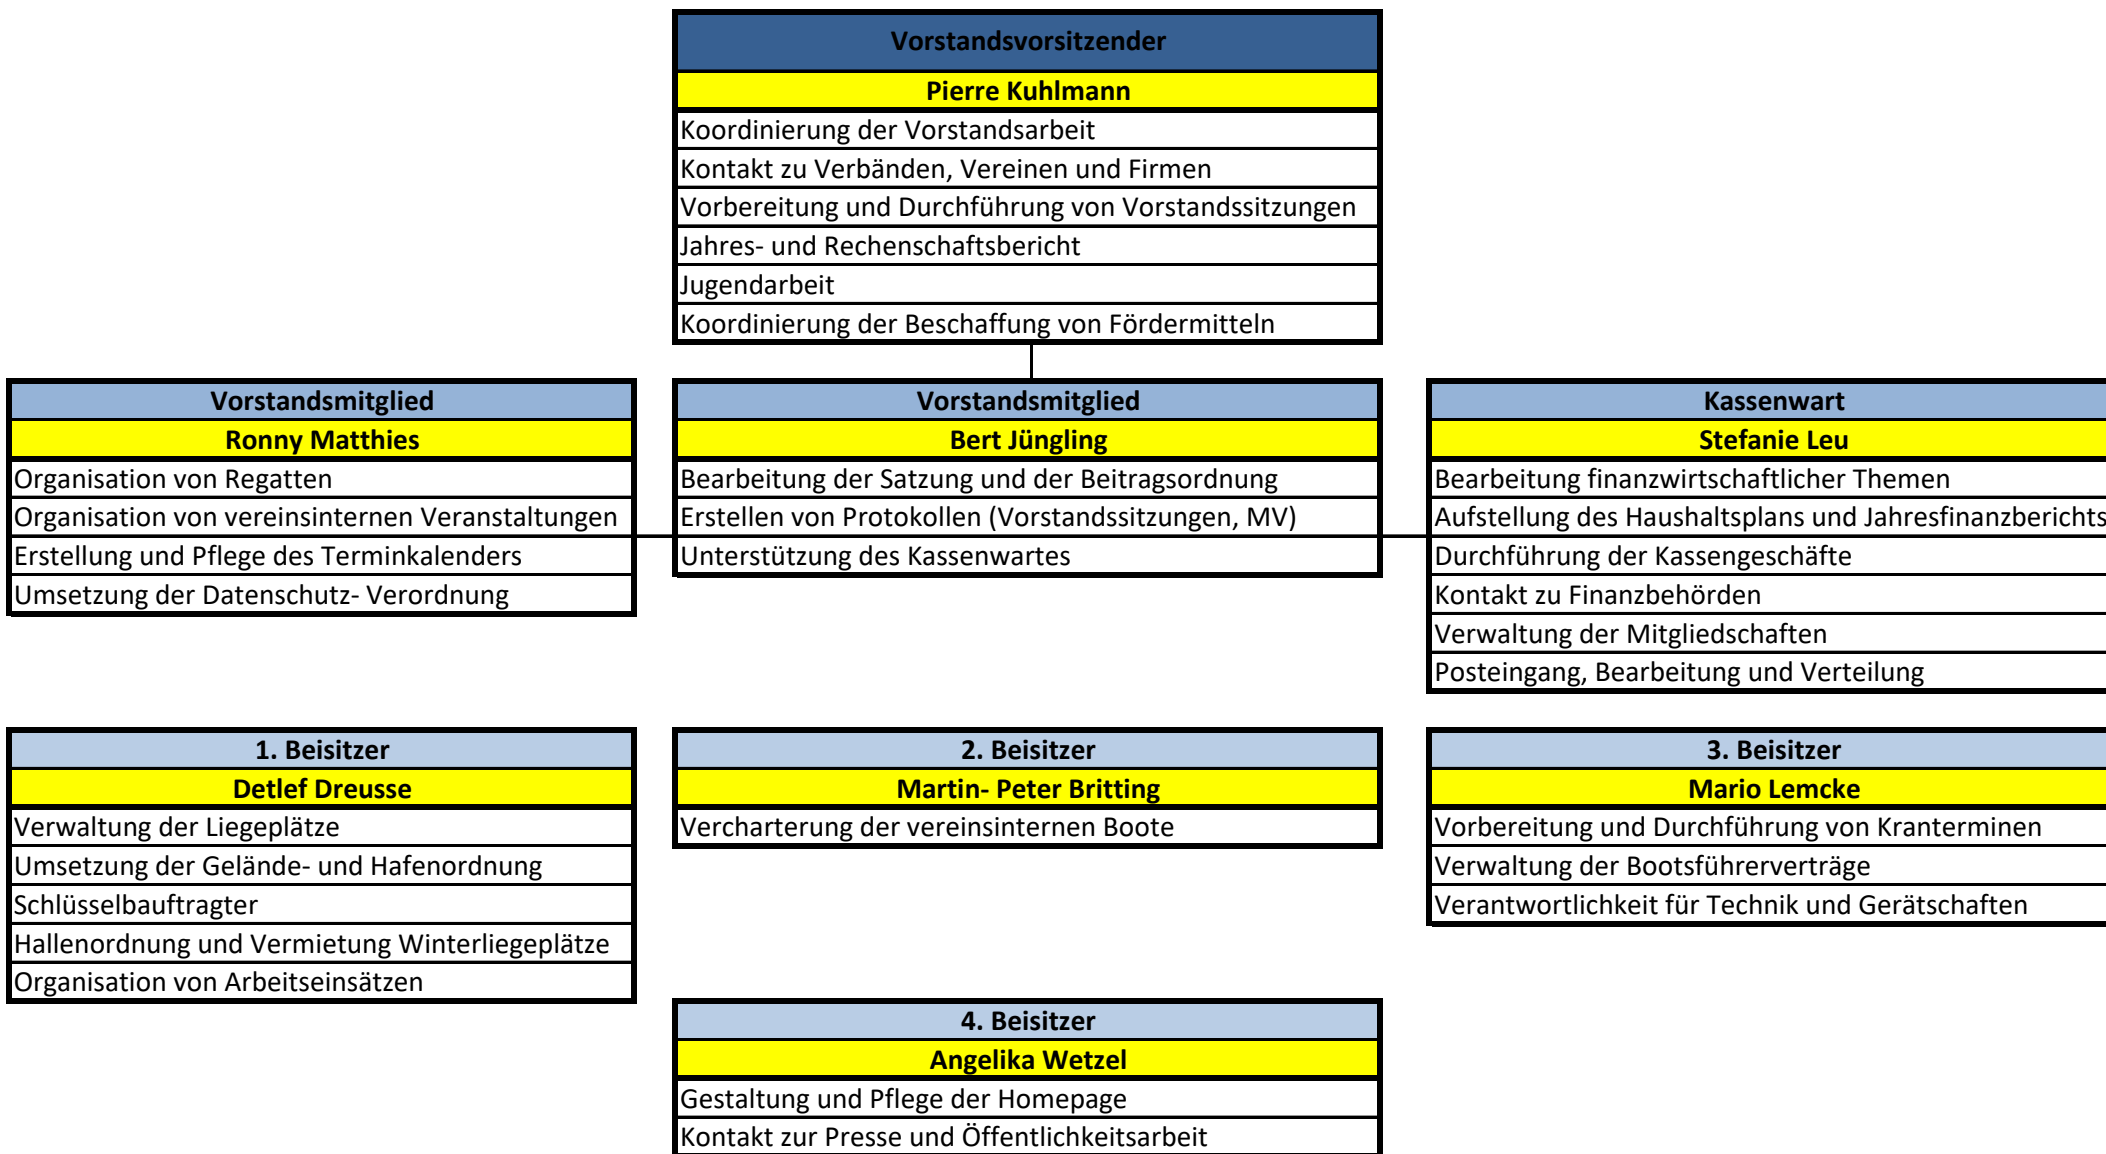 Vorstandsvorsitzender
Pierre Kuhlmann
Koordinierung der Vorstandsarbeit
Kontakt zu Verbänden, Vereinen und Firmen
Vorbereitung und Durchführung von Vorstandssitzungen
Jahres- und Rechenschaftsbericht
Jugendarbeit
Koordinierung der Beschaffung von Fördermitteln
Vorstandsmitglied
Ronny Matthies
Organisation von Regatten
Organisation von vereinsinternen Veranstaltungen
Erstellung und Pflege des Terminkalenders
Umsetzung der Datenschutz- Verordnung
Vorstandsmitglied
Bert Jüngling
Bearbeitung der Satzung und der Beitragsordnung
Erstellen von Protokollen (Vorstandssitzungen, MV)
Unterstützung des Kassenwartes
Kassenwart
Stefanie Leu
Bearbeitung finanzwirtschaftlicher Themen
Aufstellung des Haushaltsplans und Jahresfinanzberichts
Durchführung der Kassengeschäfte
Kontakt zu Finanzbehörden
Verwaltung der Mitgliedschaften
Posteingang, Bearbeitung und Verteilung
1. Beisitzer
Detlef Dreusse
Verwaltung der Liegeplätze
Umsetzung der Gelände- und Hafenordnung
Schlüsselbauftragter
Hallenordnung und Vermietung Winterliegeplätze
Organisation von Arbeitseinsätzen
2. Beisitzer
Martin- Peter Britting
Vercharterung der vereinsinternen Boote
3. Beisitzer
Mario Lemcke
Vorbereitung und Durchführung von Kranterminen
Verwaltung der Bootsführerverträge
Verantwortlichkeit für Technik und Gerätschaften
4. Beisitzer
Angelika Wetzel
Gestaltung und Pflege der Homepage
Kontakt zur Presse und Öffentlichkeitsarbeit